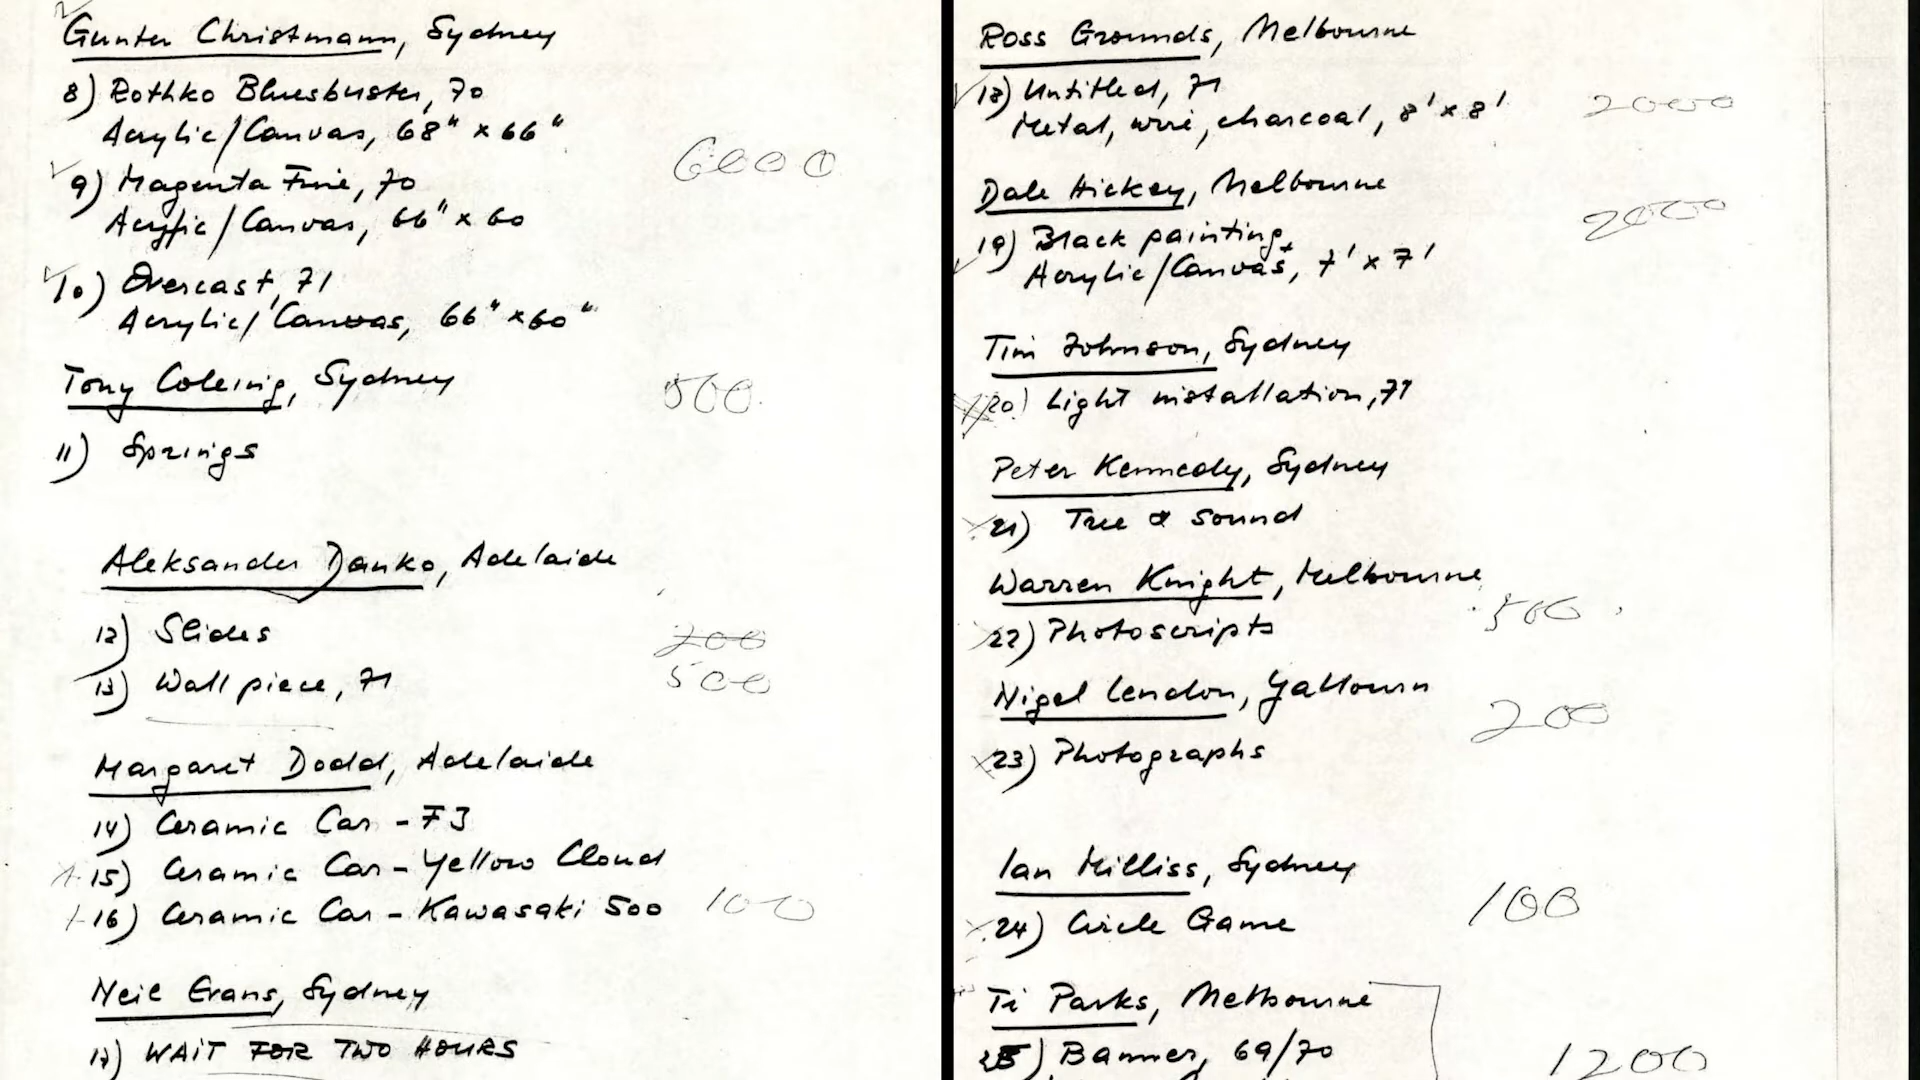 Gunter Christmann, Sydney
8) Rothko Bluesbuster, 70
Acrylic/Canvas, 68" x 66"
6000
9) Magenta Fine, 70
Acrylic/Canvas, 66" x 60
10) Overcast, 71
Acrylic/Canvas, 66" x 60"
Tony Coleing, Sydney
500
11) Springs
Aleksander Danko, Adelaide
12) Slides
200
13) Wall piece, 71
500
Margaret Dodd, Adelaide
14) Ceramic Car - FJ
15) Ceramic Car - Yellow Cloud
16) Ceramic Car - Kawasaki 500
100
Neil Evans, Sydney
17) WAIT FOR TWO HOURS
Ross Grounds, Melbourne
18) Untitled, 71
2000
Metal, wire, charcoal, 8' x 8'
Dale Hickey, Melbourne
2000
19) Black painting
Acrylic/Canvas, 7' x 7'
Tim Johnson, Sydney
20) Light installation, 71
Peter Kennedy, Sydney
21) Tree & Sound
Warren Knight, Melbourne
500
22) Photoscripts
Nigel Lendon, Yallourn
200
23) Photographs
Ian Milliss, Sydney
100
24) Circle Game
Ti Parks, Melbourne
25) Banner, 69/70
1200